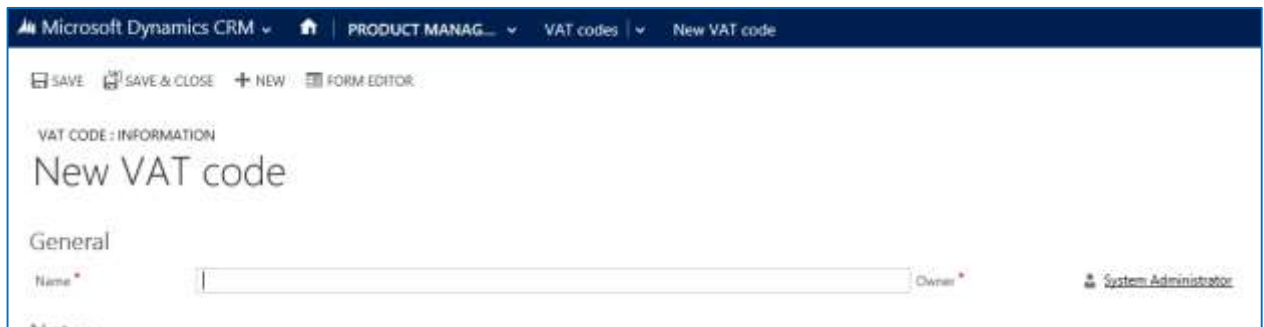 Microsoft Dynamics CRM PRODUCT MANAG... VAT codes New VAT code
SAVE SAVE & CLOSE NEW FORM EDITOR
VAT CODE : INFORMATION
New VAT code
General
Name * Owner * System Administrator